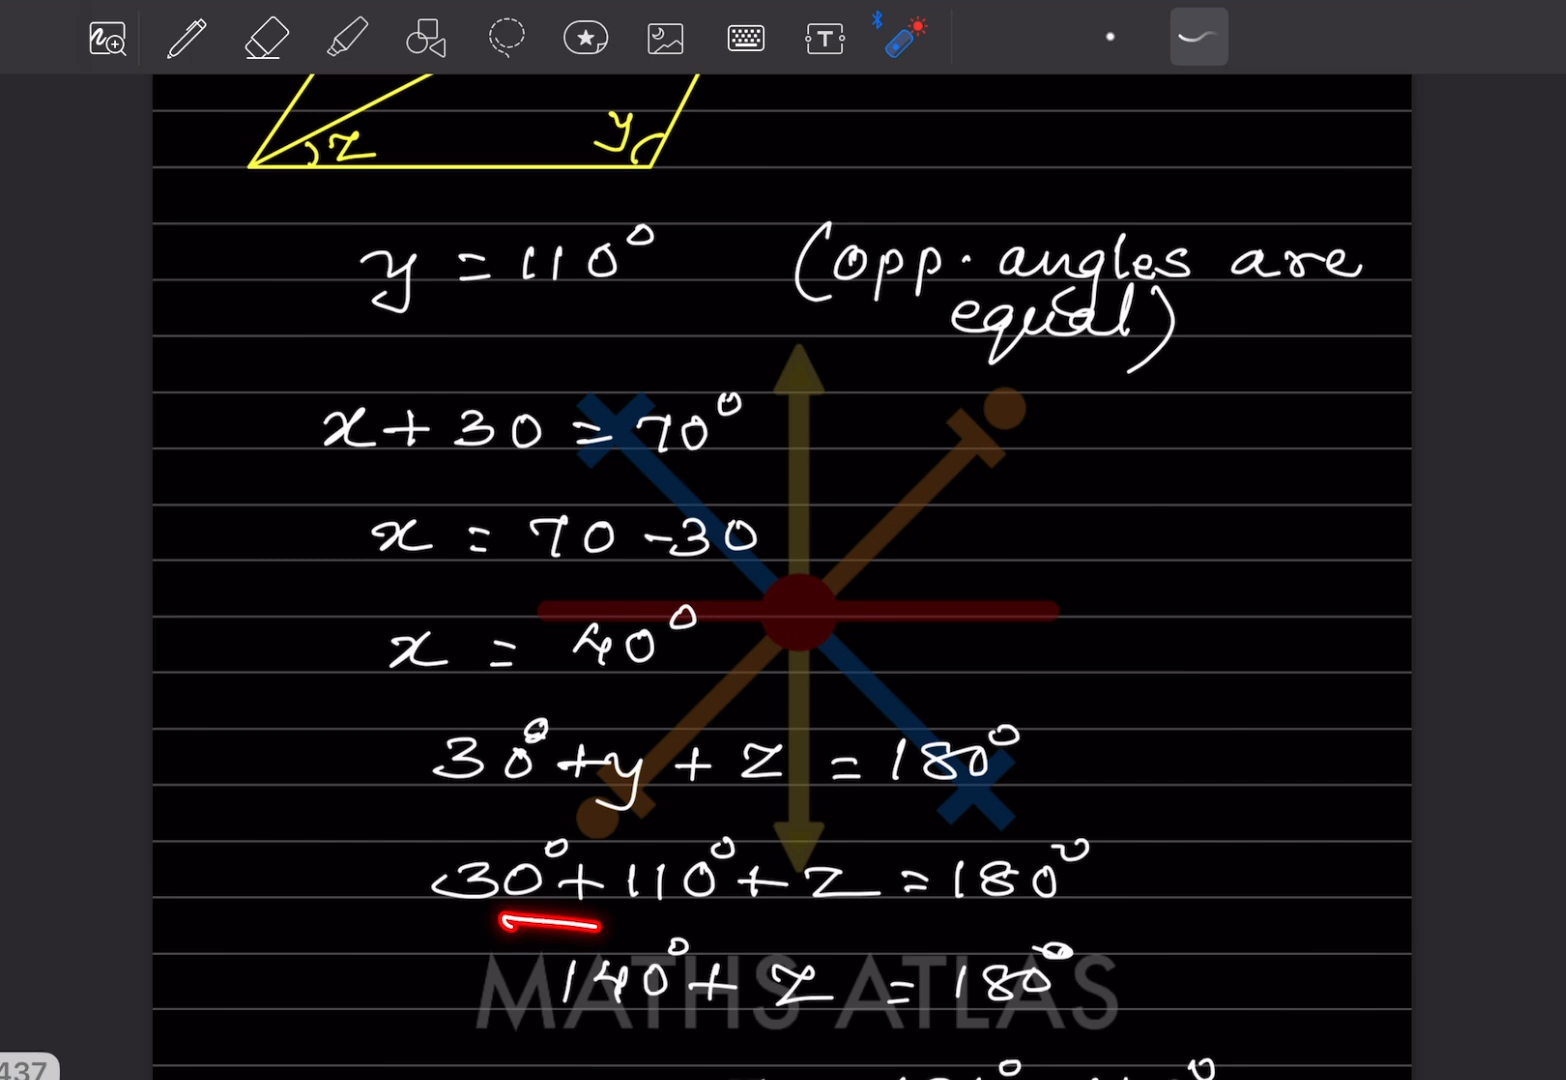 z y
y = 110° (opp. angles are
equal)
x + 30 = 70°
x = 70 - 30
x = 40°
30° + y + z = 180°
30° + 110° + z = 180°
140° + z = 180°
MATHS ATLAS
437